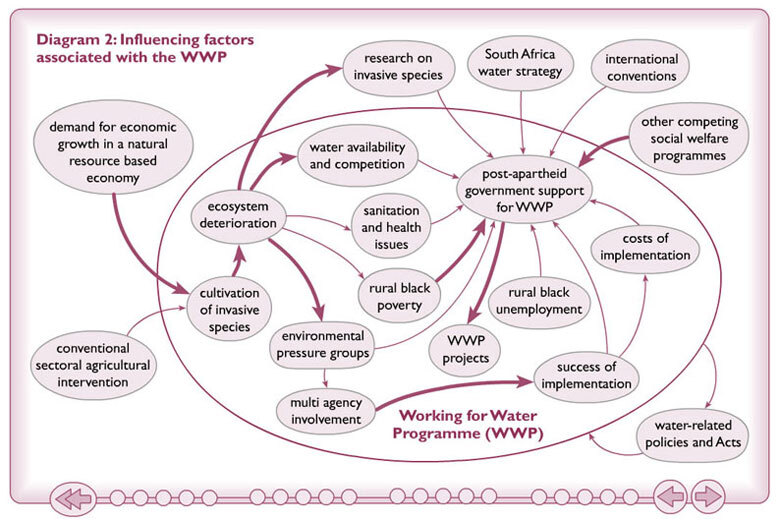 Diagram 2: Influencing factors
associated with the WWP
research on
invasive species
South Africa
water strategy
international
conventions
other competing
social welfare
programmes
demand for economic
growth in a natural
resource based
economy
water availability
and competition
post-apartheid
government support
for WWP
ecosystem
deterioration
sanitation
and health
issues
costs of
implementation
cultivation
of invasive
species
rural black
poverty
rural black
unemployment
conventional
sectoral agricultural
intervention
environmental
pressure groups
WWP
projects
success of
implementation
multi agency
involvement
Working for Water
Programme (WWP)
water-related
policies and Acts